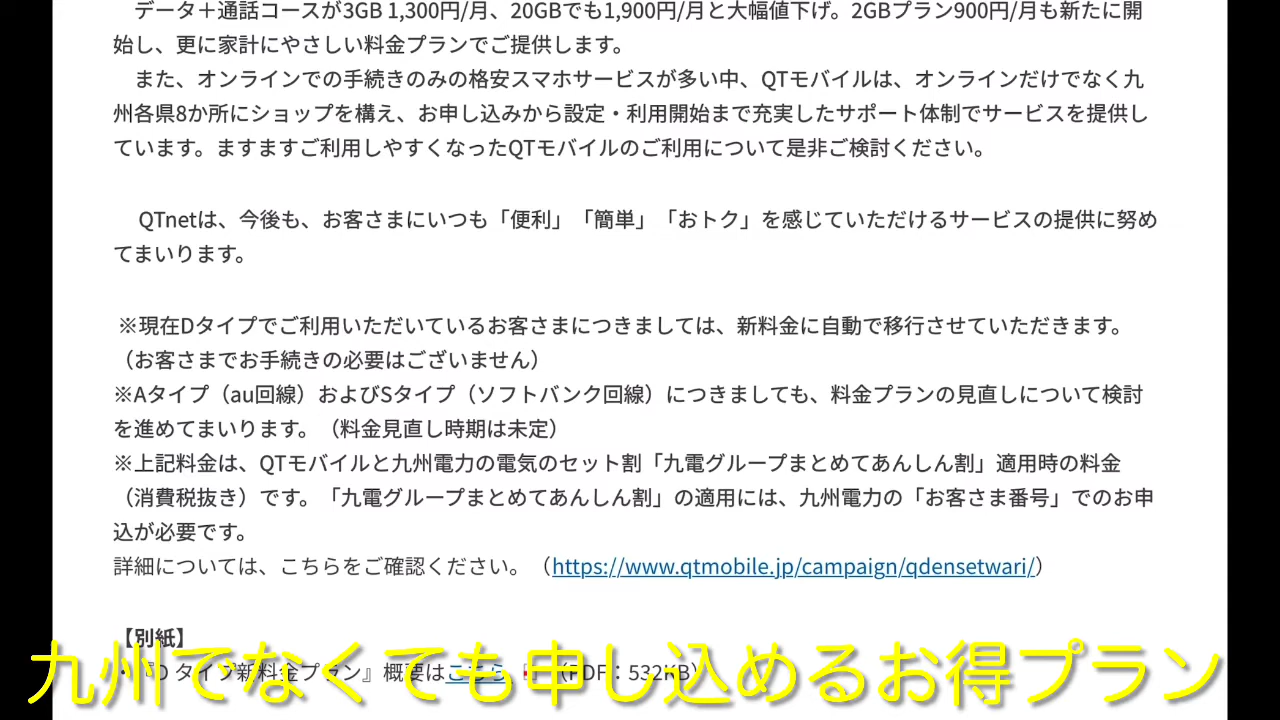 データ＋通話コースが3GB 1,300円/月、20GBでも1,900円/月と大幅値下げ。2GBプラン900円/月も新たに開
始し、更に家計にやさしい料金プランでご提供します。
また、オンラインでの手続きのみの格安スマホサービスが多い中、QTモバイルは、オンラインだけでなく九
州各県8か所にショップを構え、お申し込みから設定・利用開始まで充実したサポート体制でサービスを提供し
ています。ますますご利用しやすくなったQTモバイルのご利用について是非ご検討ください。
QTnetは、今後も、お客さまにいつも「便利」「簡単」「おトク」を感じていただけるサービスの提供に努め
てまいります。
※現在Dタイプでご利用いただいているお客さまにつきましては、新料金に自動で移行させていただきます。
（お客さまでお手続きの必要はございません）
※Aタイプ（au回線）およびSタイプ（ソフトバンク回線）につきましても、料金プランの見直しについて検討
を進めてまいります。（料金見直し時期は未定）
※上記料金は、QTモバイルと九州電力の電気のセット割「九電グループまとめてあんしん割」適用時の料金
（消費税抜き）です。「九電グループまとめてあんしん割」の適用には、九州電力の「お客さま番号」でのお申
込が必要です。
詳細については、こちらをご確認ください。（https://www.qtmobile.jp/campaign/qdensetwari/）
【別紙】
・『D タイプ新料金プラン』概要はこちら （PDF：532KB）
九州でなくても申し込めるお得プラン